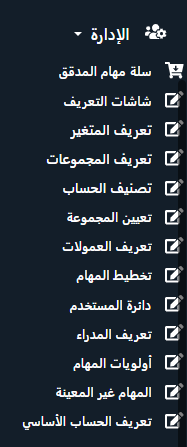 الإدارة
سلة مهام المدقق
شاشات التعريف
تعريف المتغير
تعريف المجموعات
تصنيف الحساب
تعيين المجموعة
تعريف العمولات
تخطيط المهام
دائرة المستخدم
تعريف المدراء
أولويات المهام
المهام غير المعينة
تعريف الحساب الأساسي